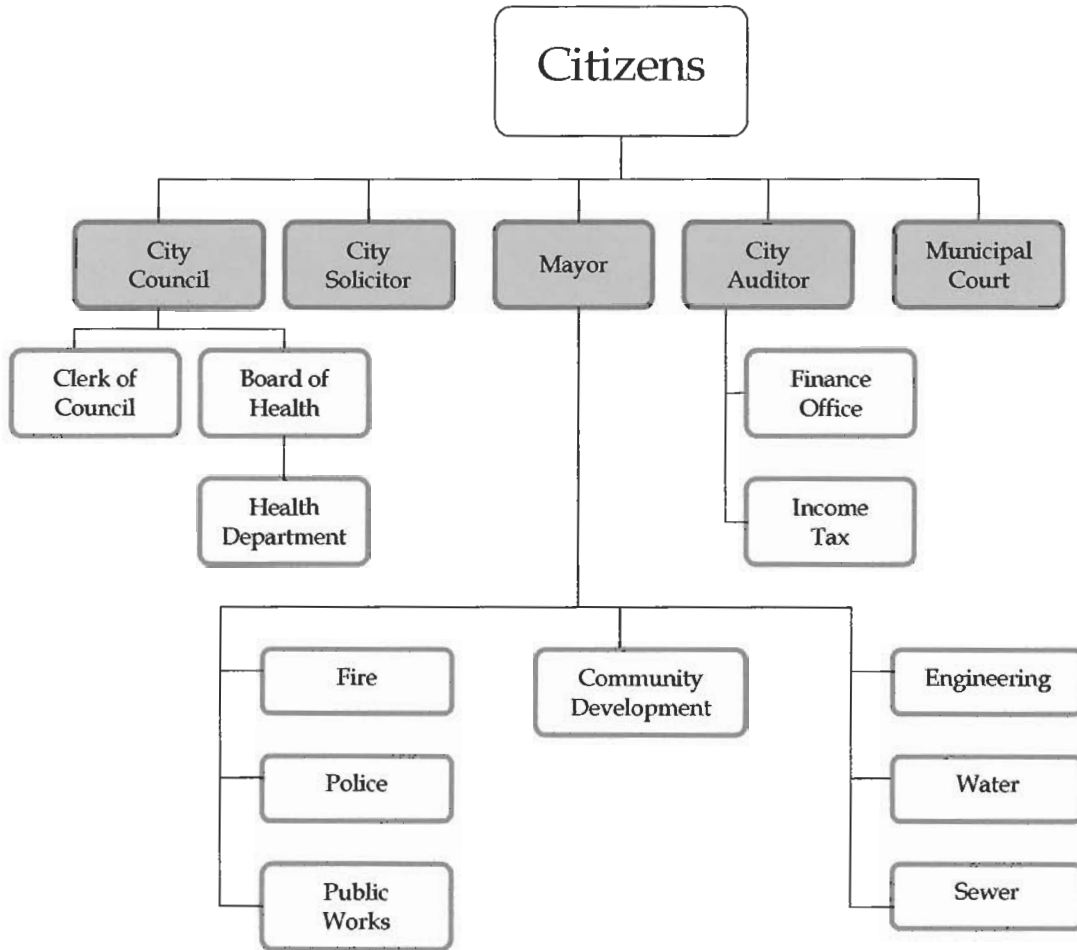 Citizens
City
Council
City
Solicitor
Mayor
City
Auditor
Municipal
Court
Clerk of
Council
Board of
Health
Finance
Office
Health
Department
Income
Tax
Fire
Community
Development
Engineering
Police
Water
Public
Works
Sewer